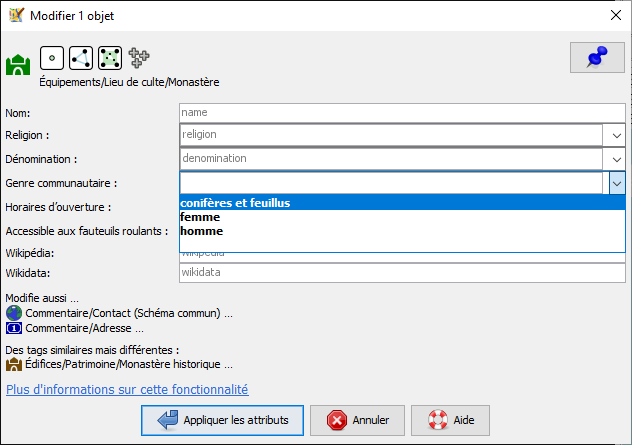 Modifier 1 objet
Équipements/Lieu de culte/Monastère
Nom: name
Religion : religion
Dénomination : denomination
Genre communautaire :
conifères et feuillus
Horaires d'ouverture :
femme
Accessible aux fauteuils roulants : homme
Wikipédia: wikipedia
Wikidata: wikidata
Modifie aussi ...
Commentaire/Contact (Schéma commun) ...
1 Commentaire/Adresse ...
Des tags similaires mais différentes :
Édifices/Patrimoine/Monastère historique ...
Plus d'informations sur cette fonctionnalité
Appliquer les attributs Annuler Aide